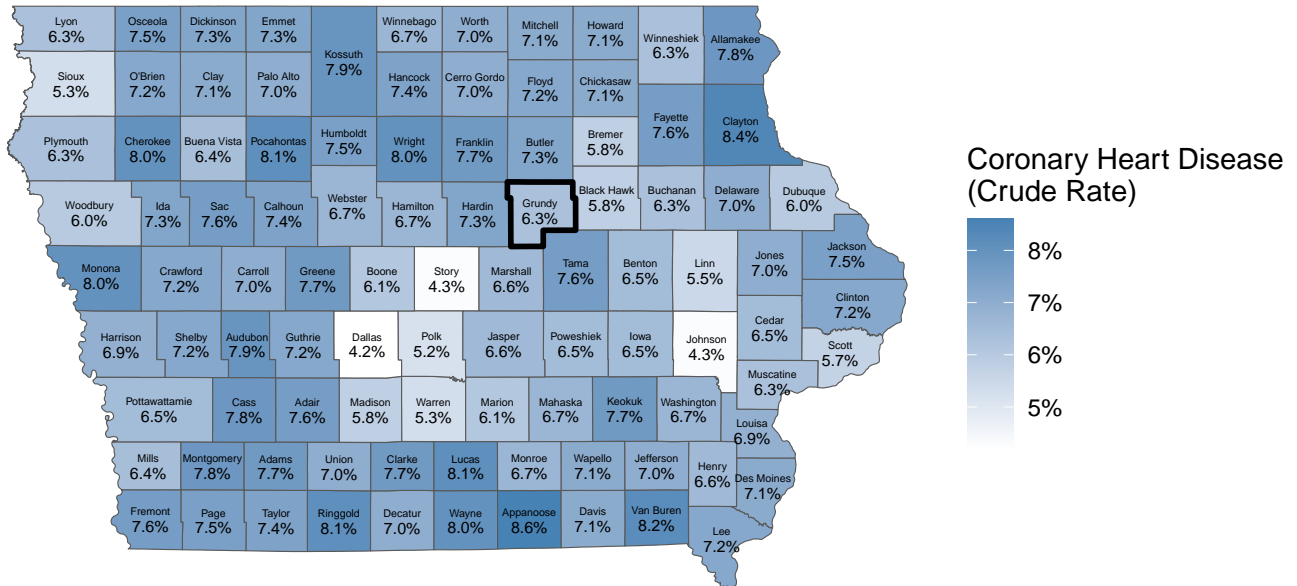 Lyon
6.3%
Osceola
7.5%
Dickinson
7.3%
Emmet
7.3%
Kossuth
7.9%
Winnebago
6.7%
Worth
7.0%
Mitchell
7.1%
Howard
7.1%
Winneshiek
6.3%
Allamakee
7.8%
Sioux
5.3%
O'Brien
7.2%
Clay
7.1%
Palo Alto
7.0%
Hancock
7.4%
Cerro Gordo
7.0%
Floyd
7.2%
Chickasaw
7.1%
Fayette
7.6%
Clayton
8.4%
Plymouth
6.3%
Cherokee
8.0%
Buena Vista
6.4%
Pocahontas
8.1%
Humboldt
7.5%
Wright
8.0%
Franklin
7.7%
Butler
7.3%
Bremer
5.8%
Woodbury
6.0%
Ida
7.3%
Sac
7.6%
Calhoun
7.4%
Webster
6.7%
Hamilton
6.7%
Hardin
7.3%
Grundy
6.3%
Black Hawk
5.8%
Buchanan
6.3%
Delaware
7.0%
Dubuque
6.0%
Monona
8.0%
Crawford
7.2%
Carroll
7.0%
Greene
7.7%
Boone
6.1%
Story
4.3%
Marshall
6.6%
Tama
7.6%
Benton
6.5%
Linn
5.5%
Jones
7.0%
Jackson
7.5%
Clinton
7.2%
Harrison
6.9%
Shelby
7.2%
Audubon
7.9%
Guthrie
7.2%
Dallas
4.2%
Polk
5.2%
Jasper
6.6%
Poweshiek
6.5%
Iowa
6.5%
Johnson
4.3%
Cedar
6.5%
Scott
5.7%
Muscatine
6.3%
Pottawattamie
6.5%
Cass
7.8%
Adair
7.6%
Madison
5.8%
Warren
5.3%
Marion
6.1%
Mahaska
6.7%
Keokuk
7.7%
Washington
6.7%
Louisa
6.9%
Mills
6.4%
Montgomery
7.8%
Adams
7.7%
Union
7.0%
Clarke
7.7%
Lucas
8.1%
Monroe
6.7%
Wapello
7.1%
Jefferson
7.0%
Henry
6.6%
Des Moines
7.1%
Fremont
7.6%
Page
7.5%
Taylor
7.4%
Ringgold
8.1%
Decatur
7.0%
Wayne
8.0%
Appanoose
8.6%
Davis
7.1%
Van Buren
8.2%
Lee
7.2%
Coronary Heart Disease
(Crude Rate)
8%
7%
6%
5%